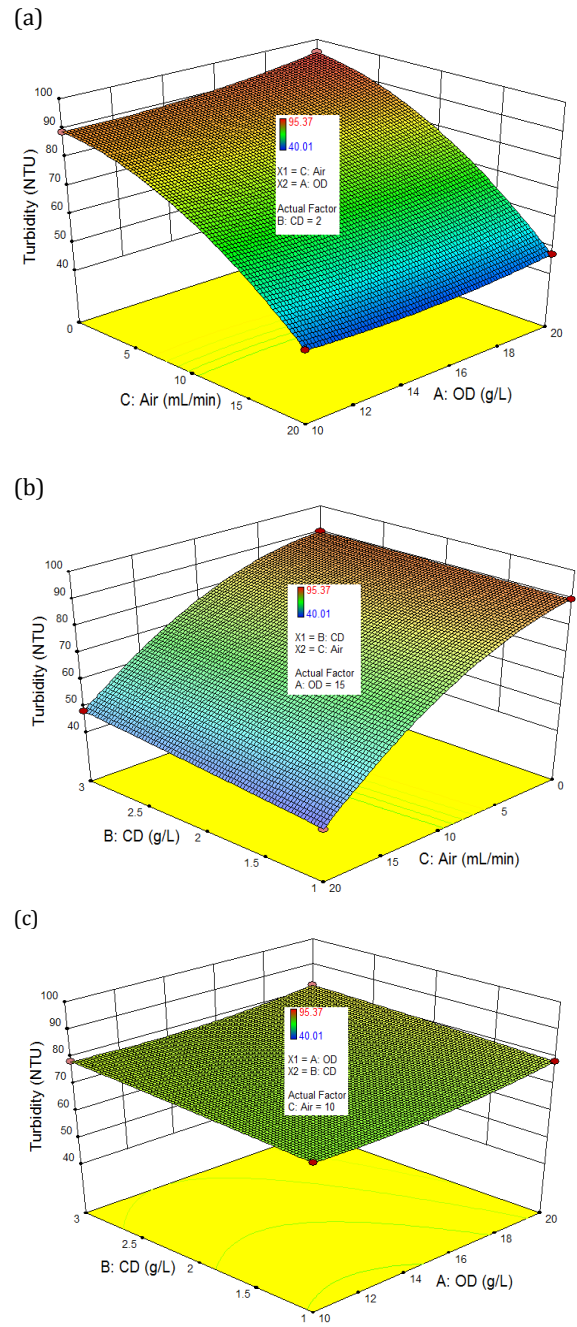 (a)
100
90
80
70
60
50
40
Turbidity (NTU)
95.37
40.01
X1 = C: Air
X2 = A: OD
Actual Factor
B: CD = 2
0
5
10
15
20
C: Air (mL/min)
10
12
14
16
18
20
A: OD (g/L)
(b)
100
90
80
70
60
50
40
Turbidity (NTU)
95.37
40.01
X1 = B: CD
X2 = C: Air
Actual Factor
A: OD = 15
3
2.5
2
1.5
1
B: CD (g/L)
20
15
10
5
0
C: Air (mL/min)
(c)
100
90
80
70
60
50
40
Turbidity (NTU)
95.37
40.01
X1 = A: OD
X2 = B: CD
Actual Factor
C: Air = 10
3
2.5
2
1.5
1
B: CD (g/L)
10
12
14
16
18
20
A: OD (g/L)